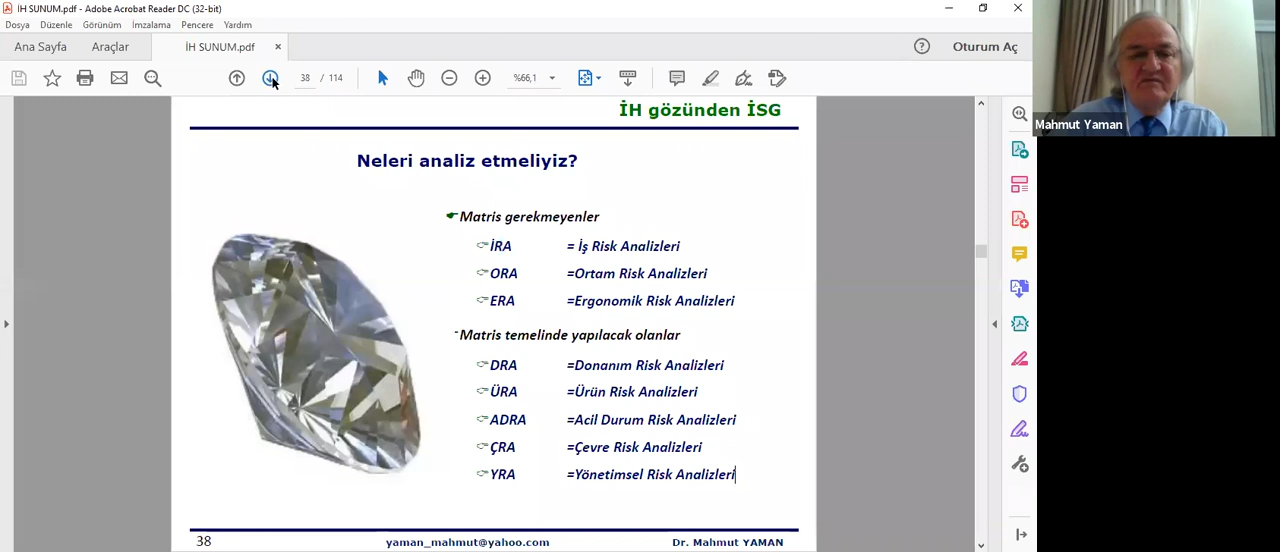 İH SUNUM.pdf - Adobe Acrobat Reader DC (32-bit)
Dosya Düzenle Görünüm İmzalama Pencere Yardım
Ana Sayfa Araçlar İH SUNUM.pdf Oturum Aç
38 / 114 %66,1
İH gözünden İSG
Neleri analiz etmeliyiz?
Matris gerekmeyenler
İRA = İş Risk Analizleri
ORA =Ortam Risk Analizleri
ERA =Ergonomik Risk Analizleri
Matris temelinde yapılacak olanlar
DRA =Donanım Risk Analizleri
ÜRA =Ürün Risk Analizleri
ADRA =Acil Durum Risk Analizleri
ÇRA =Çevre Risk Analizleri
YRA =Yönetimsel Risk Analizleri
38 yaman_mahmut@yahoo.com Dr. Mahmut YAMAN
Mahmut Yaman